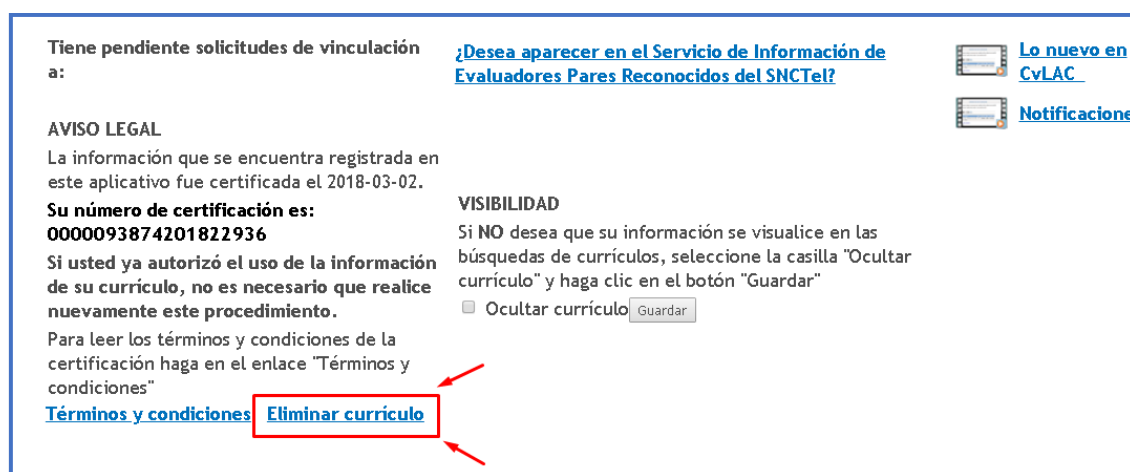 Tiene pendiente solicitudes de vinculación
a:
AVISO LEGAL
La información que se encuentra registrada en
este aplicativo fue certificada el 2018-03-02.
Su número de certificación es:
0000093874201822936
Si usted ya autorizó el uso de la información
de su currículo, no es necesario que realice
nuevamente este procedimiento.
Para leer los términos y condiciones de la
certificación haga en el enlace "Términos y
condiciones"
Términos y condiciones Eliminar currículo
¿Desea aparecer en el Servicio de Información de
Evaluadores Pares Reconocidos del SNCTeI?
VISIBILIDAD
Si NO desea que su información se visualice en las
búsquedas de currículos, seleccione la casilla "Ocultar
currículo" y haga clic en el botón "Guardar"
Ocultar currículo Guardar
Lo nuevo en
CvLAC
Notificacione